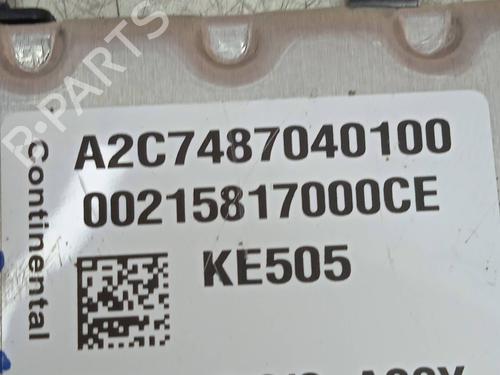 Continental
A2C7487040100
00215817000CE
KE505
B-PARTS